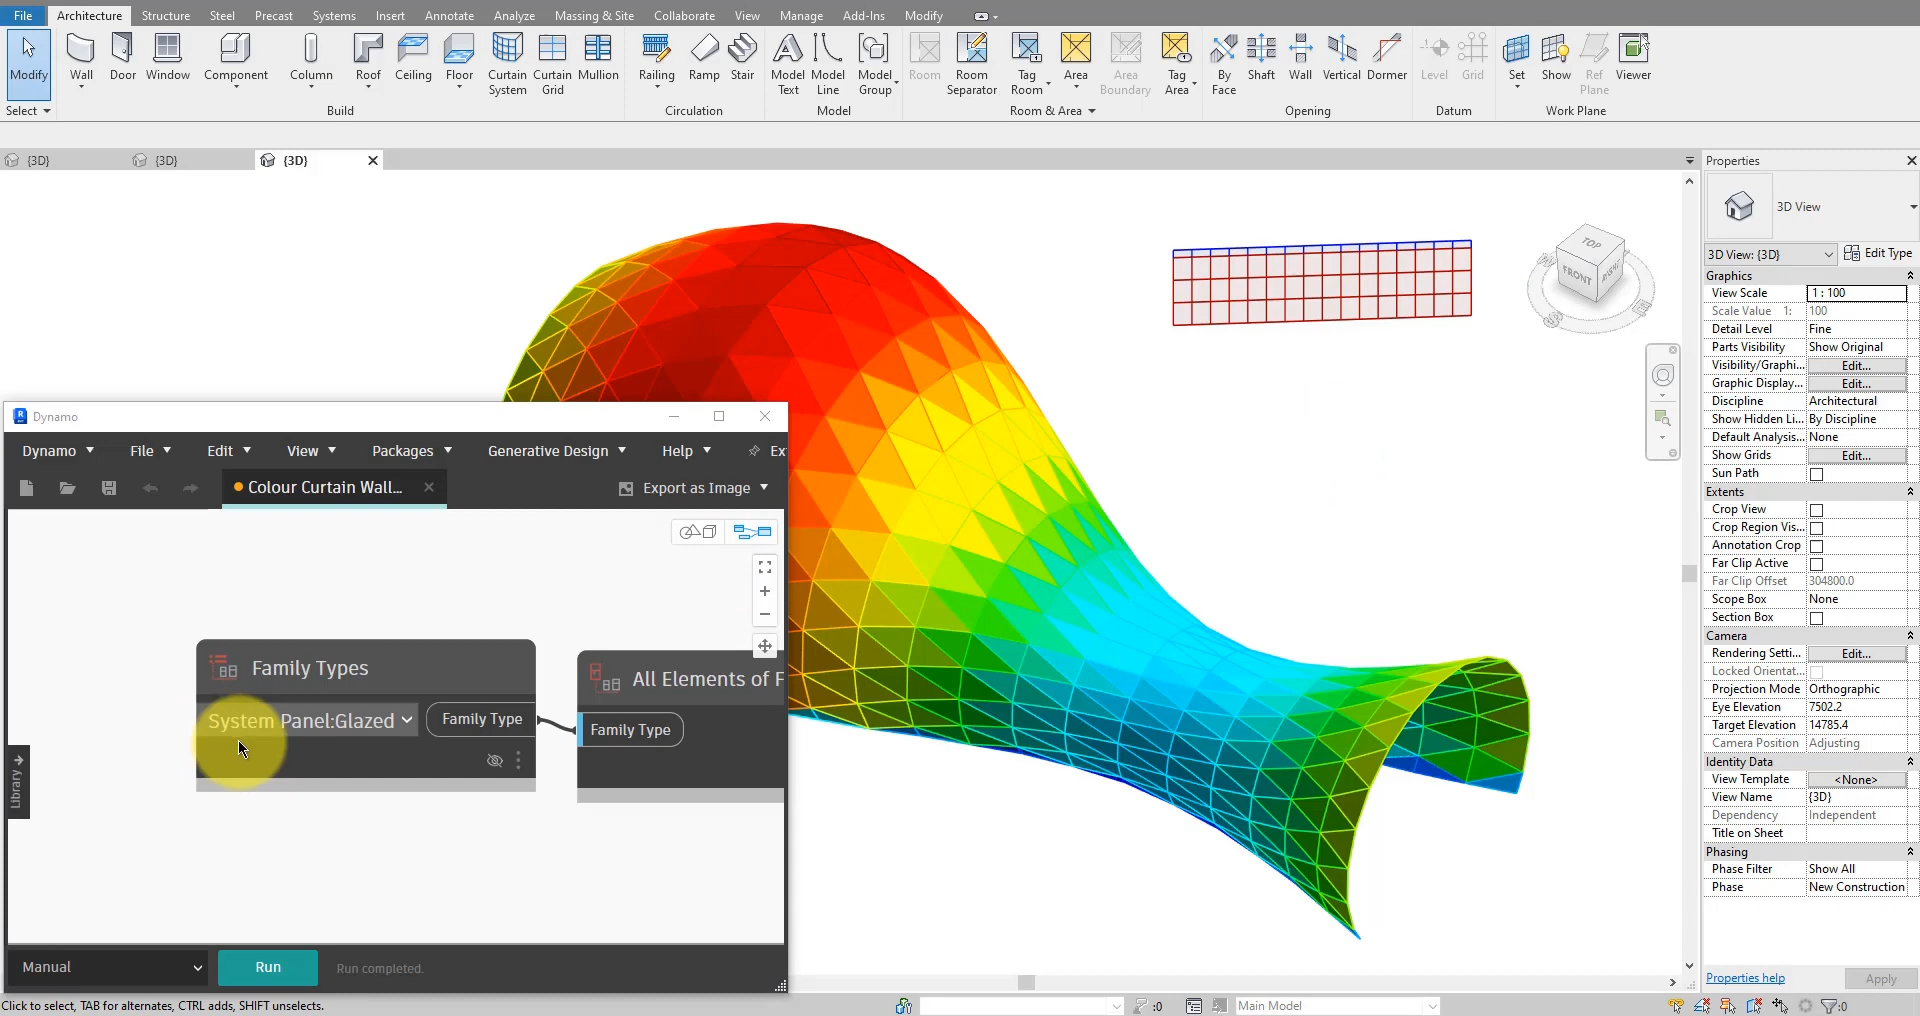 File Architecture Structure Steel Precast Systems Insert Annotate Analyze Massing & Site Collaborate View Manage Add-Ins Modify
Modify Wall Door Window Component Column Roof Ceiling Floor Curtain System Curtain Grid Mullion Railing Ramp Stair Model Text Model Line Model Group Room Room Separator Tag Room Area Area Boundary Tag Area By Face Shaft Wall Vertical Dormer Level Grid Set Show Ref Plane Viewer
Select Build Circulation Model Room & Area Opening Datum Work Plane
{3D} {3D} {3D}
TOP
FRONT
RIGHT
Properties
3D View
3D View: {3D} Edit Type
Graphics
View Scale 1 : 100
Scale Value 1: 100
Detail Level Fine
Parts Visibility Show Original
Visibility/Graphi... Edit...
Graphic Display... Edit...
Discipline Architectural
Show Hidden Li... By Discipline
Default Analysis... None
Show Grids Edit...
Sun Path
Extents
Crop View
Crop Region Vis...
Annotation Crop
Far Clip Active
Far Clip Offset 304800.0
Scope Box None
Section Box
Camera
Rendering Setti... Edit...
Locked Orientat...
Projection Mode Orthographic
Eye Elevation 7502.2
Target Elevation 14785.4
Camera Position Adjusting
Identity Data
View Template <None>
View Name {3D}
Dependency Independent
Title on Sheet
Phasing
Phase Filter Show All
Phase New Construction
Properties help Apply
Dynamo
Dynamo File Edit View Packages Generative Design Help Ex
Colour Curtain Wall... Export as Image
Family Types
System Panel:Glazed Family Type
All Elements of F
Family Type
Library
Manual Run Run completed.
Click to select, TAB for alternates, CTRL adds, SHIFT unselects. :0 Main Model :0